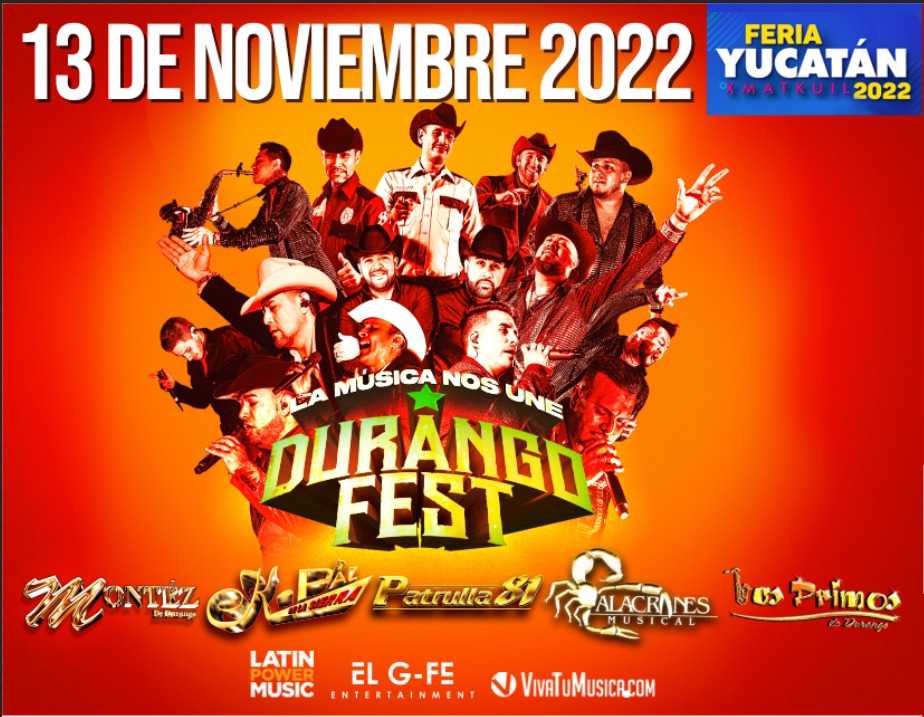 13 DE NOVIEMBRE 2022
FERIA
YUCATÁN
XMATKUIL 2022
LA MÚSICA NOS UNE
DURANGO
FEST
MONTÉZ
De Durango
K-PAZ
DE LA SIERRA
Patrulla 81
ALACRANES
MUSICAL
Los Primos
de Durango
LATIN
POWER
MUSIC
EL G-FE
ENTERTAINMENT
VIVATUMUSICA.COM